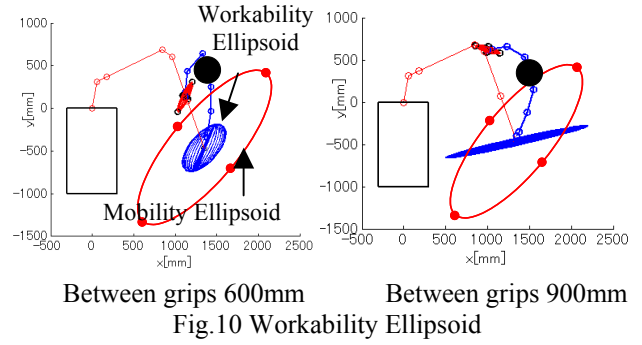 Workability
Ellipsoid
1000
500
0
-500
-1000
-1500
y[mm]
Mobility Ellipsoid
-500 0 500 1000 1500 2000 2500
x[mm]
1000
500
0
-500
-1000
-1500
y[mm]
-500 0 500 1000 1500 2000 2500
x[mm]
Between grips 600mm
Between grips 900mm
Fig.10 Workability Ellipsoid